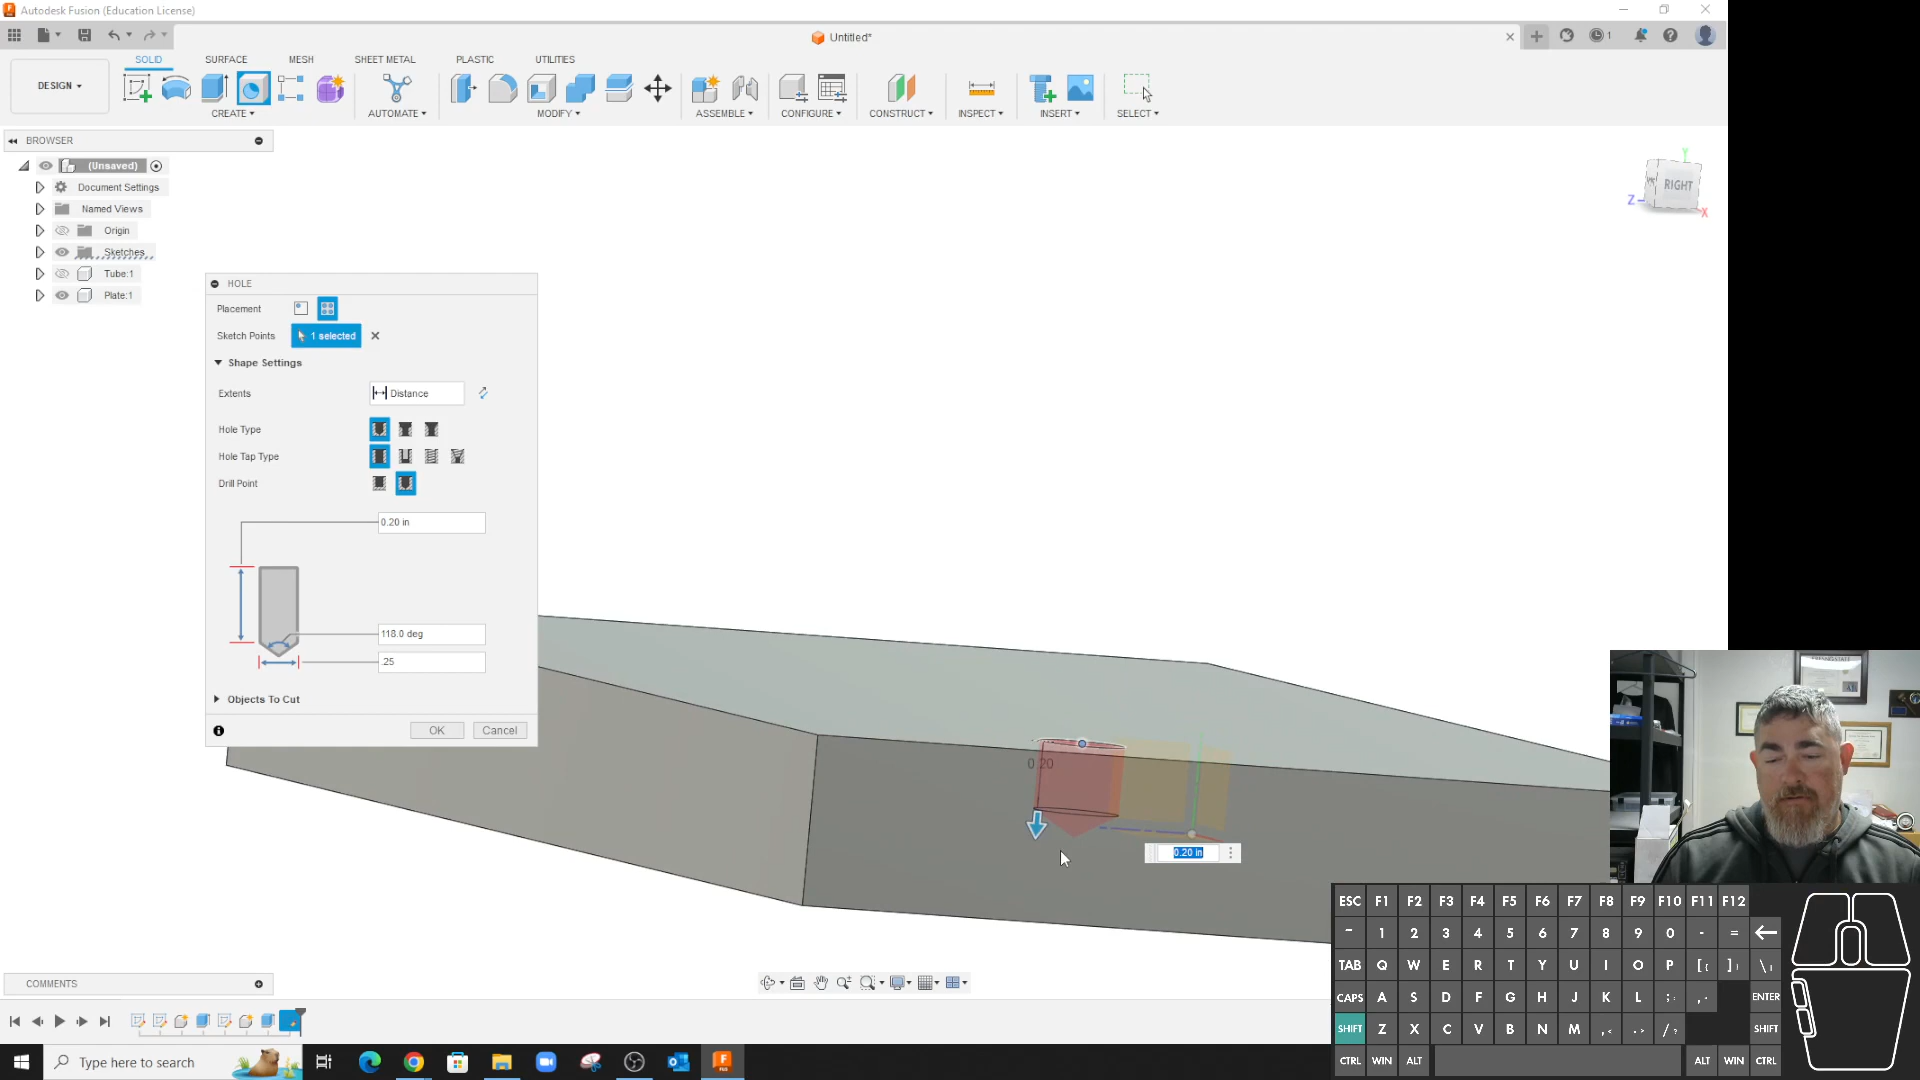 Autodesk Fusion (Education License)
Untitled*
1
DESIGN
SOLID
SURFACE
MESH
SHEET METAL
PLASTIC
UTILITIES
CREATE
AUTOMATE
MODIFY
ASSEMBLE
CONFIGURE
CONSTRUCT
INSPECT
INSERT
SELECT
BROWSER
(Unsaved)
Document Settings
Named Views
Origin
Sketches
Tube:1
Plate:1
Y
RIGHT
Z
X
HOLE
Placement
Sketch Points
1 selected
Shape Settings
Extents
Distance
Hole Type
Hole Tap Type
Drill Point
0.20 in
118.0 deg
.25
Objects To Cut
OK
Cancel
0.20
0.20 in
COMMENTS
Type here to search
ESC F1 F2 F3 F4 F5 F6 F7 F8 F9 F10 F11 F12
1 2 3 4 5 6 7 8 9 0 - =
TAB Q W E R T Y U I O P [{ ]} \|
CAPS A S D F G H J K L ;: ENTER
SHIFT Z X C V B N M ,< .> /? SHIFT
CTRL WIN ALT ALT WIN CTRL